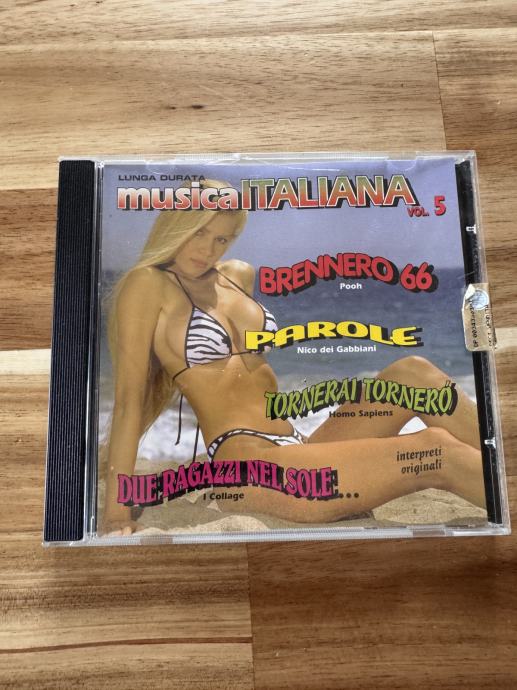 LUNGA DURATA
musicaITALIANA
VOL. 5
BRENNERO 66
Pooh
PAROLE
Nico dei Gabbiani
TORNERAI TORNERÓ
Homo Sapiens
DUE RAGAZZI NEL SOLE...
I Collage
interpreti
originali